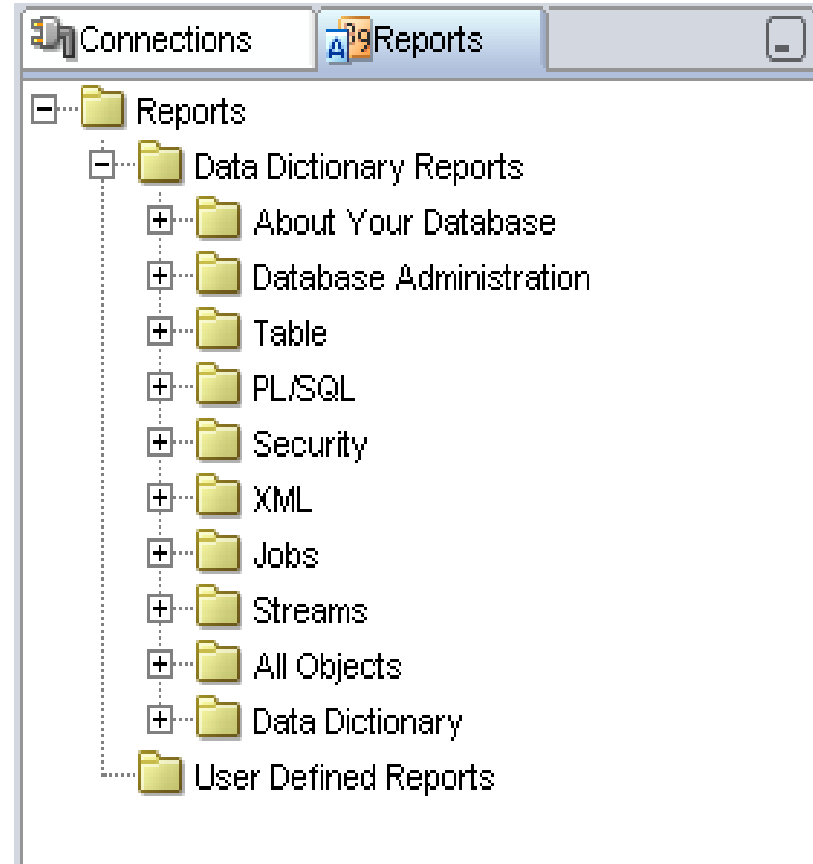 Connections Reports
Reports
Data Dictionary Reports
About Your Database
Database Administration
Table
PL/SQL
Security
XML
Jobs
Streams
All Objects
Data Dictionary
User Defined Reports